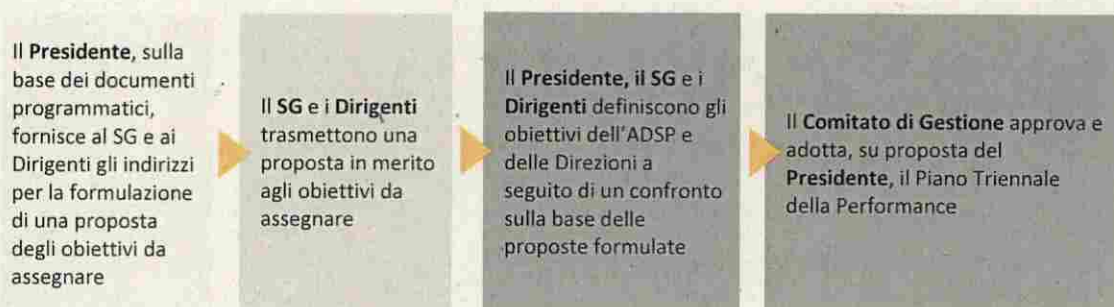 Il Presidente, sulla
base dei documenti
programmatici,
fornisce al SG e ai
Dirigenti gli indirizzi
per la formulazione
di una proposta
degli obiettivi da
assegnare
Il SG e i Dirigenti
trasmettono una
proposta in merito
agli obiettivi da
assegnare
Il Presidente, il SG e i
Dirigenti definiscono gli
obiettivi dell'ADSP e
delle Direzioni a
seguito di un confronto
sulla base delle
proposte formulate
Il Comitato di Gestione approva e
adotta, su proposta del
Presidente, il Piano Triennale
della Performance